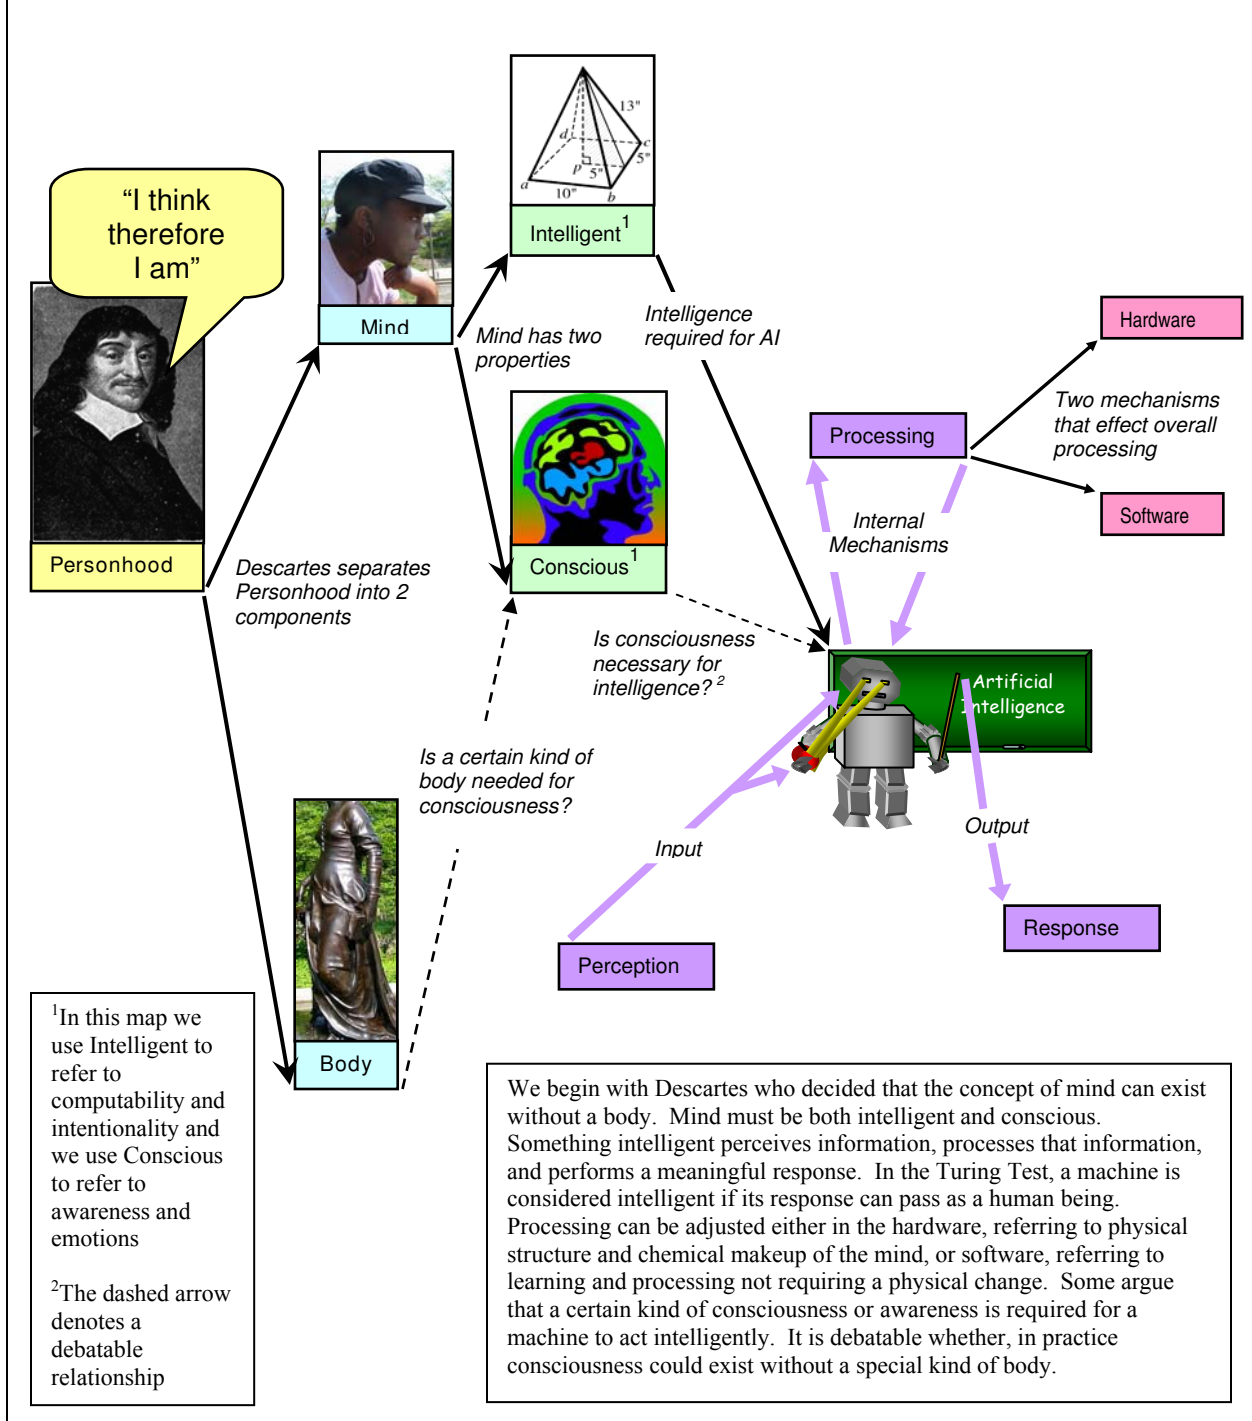 "I think
therefore
I am"
Personhood
Mind
d
c
a
b
p
13"
5"
5"
10"
Intelligent1
Mind has two
properties
Intelligence
required for AI
Conscious1
Descartes separates
Personhood into 2
components
Hardware
Two mechanisms
that effect overall
processing
Processing
Software
Internal
Mechanisms
Is consciousness
necessary for
intelligence? 2
Artificial
Intelligence
Is a certain kind of
body needed for
consciousness?
Input
Output
Perception
Response
Body
1In this map we
use Intelligent to
refer to
computability and
intentionality and
we use Conscious
to refer to
awareness and
emotions
2The dashed arrow
denotes a
debatable
relationship
We begin with Descartes who decided that the concept of mind can exist
without a body.  Mind must be both intelligent and conscious.
Something intelligent perceives information, processes that information,
and performs a meaningful response.  In the Turing Test, a machine is
considered intelligent if its response can pass as a human being.
Processing can be adjusted either in the hardware, referring to physical
structure and chemical makeup of the mind, or software, referring to
learning and processing not requiring a physical change.  Some argue
that a certain kind of consciousness or awareness is required for a
machine to act intelligently.  It is debatable whether, in practice
consciousness could exist without a special kind of body.